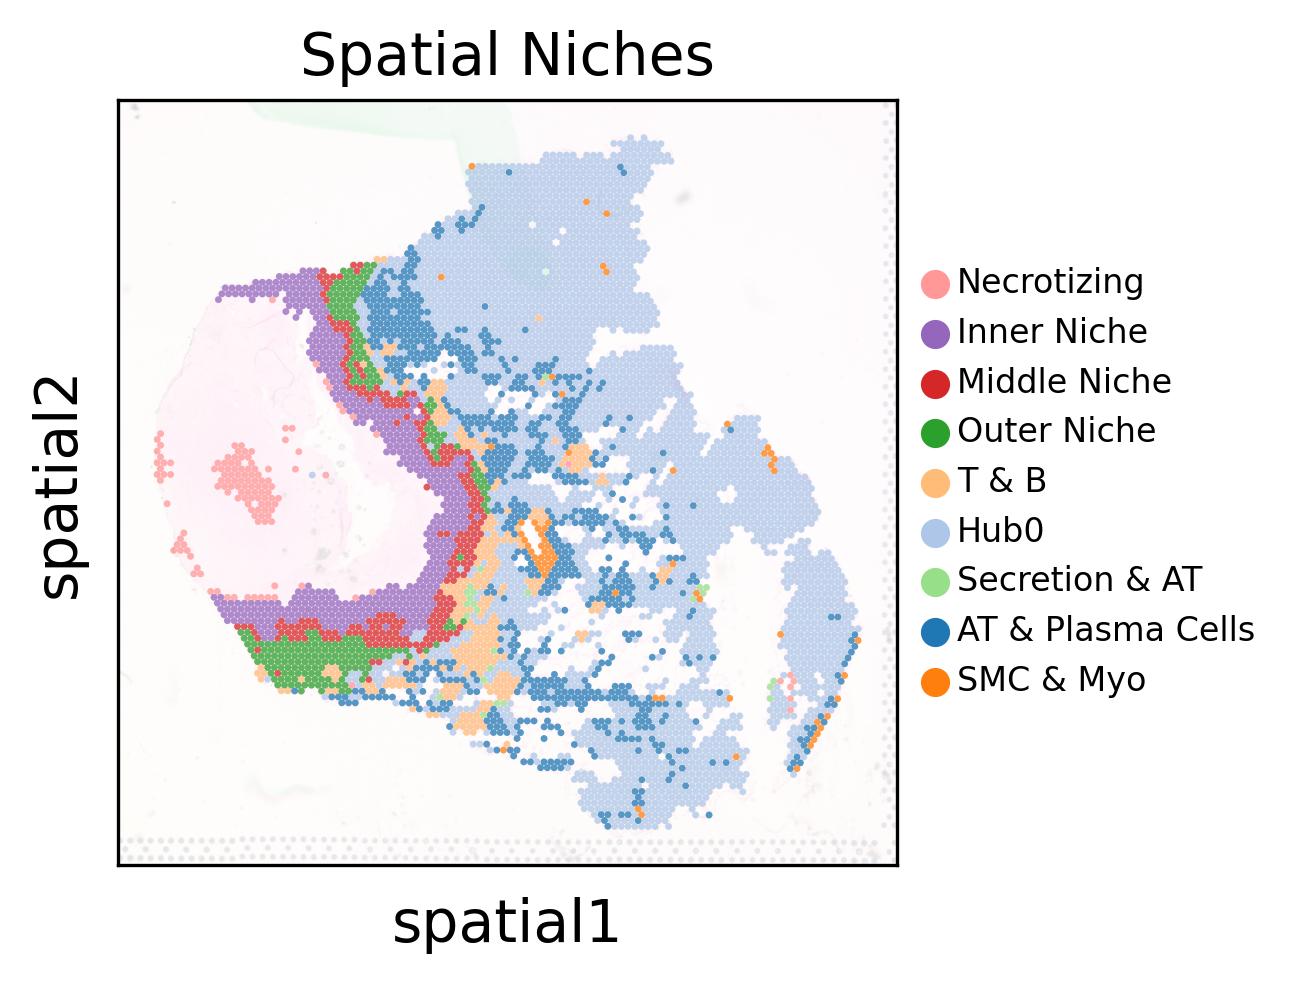 Spatial Niches
spatial2
spatial1
Necrotizing
Inner Niche
Middle Niche
Outer Niche
T & B
Hub0
Secretion & AT
AT & Plasma Cells
SMC & Myo